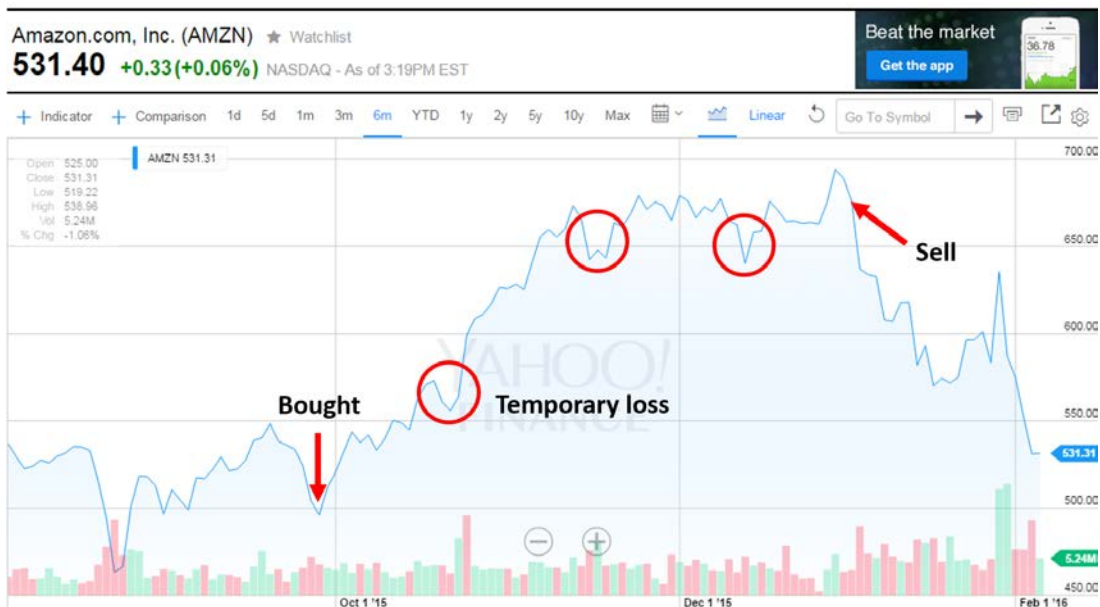 Amazon.com, Inc. (AMZN) Watchlist
531.40 +0.33 (+0.06%) NASDAQ - As of 3:19PM EST
Beat the market
Get the app
36.78
Indicator Comparison 1d 5d 1m 3m 6m YTD 1y 2y 5y 10y Max Linear Go To Symbol
AMZN 531.31
Open 525.00
Close 531.31
Low 519.22
High 538.96
Vol 5.24M
% Chg -1.06%
700.00
650.00
Sell
600.00
YAHOO!
FINANCE
Bought
Temporary loss
550.00
531.31
500.00
5.24M
450.00
Oct 1 '15 Dec 1 '15 Feb 1 '16